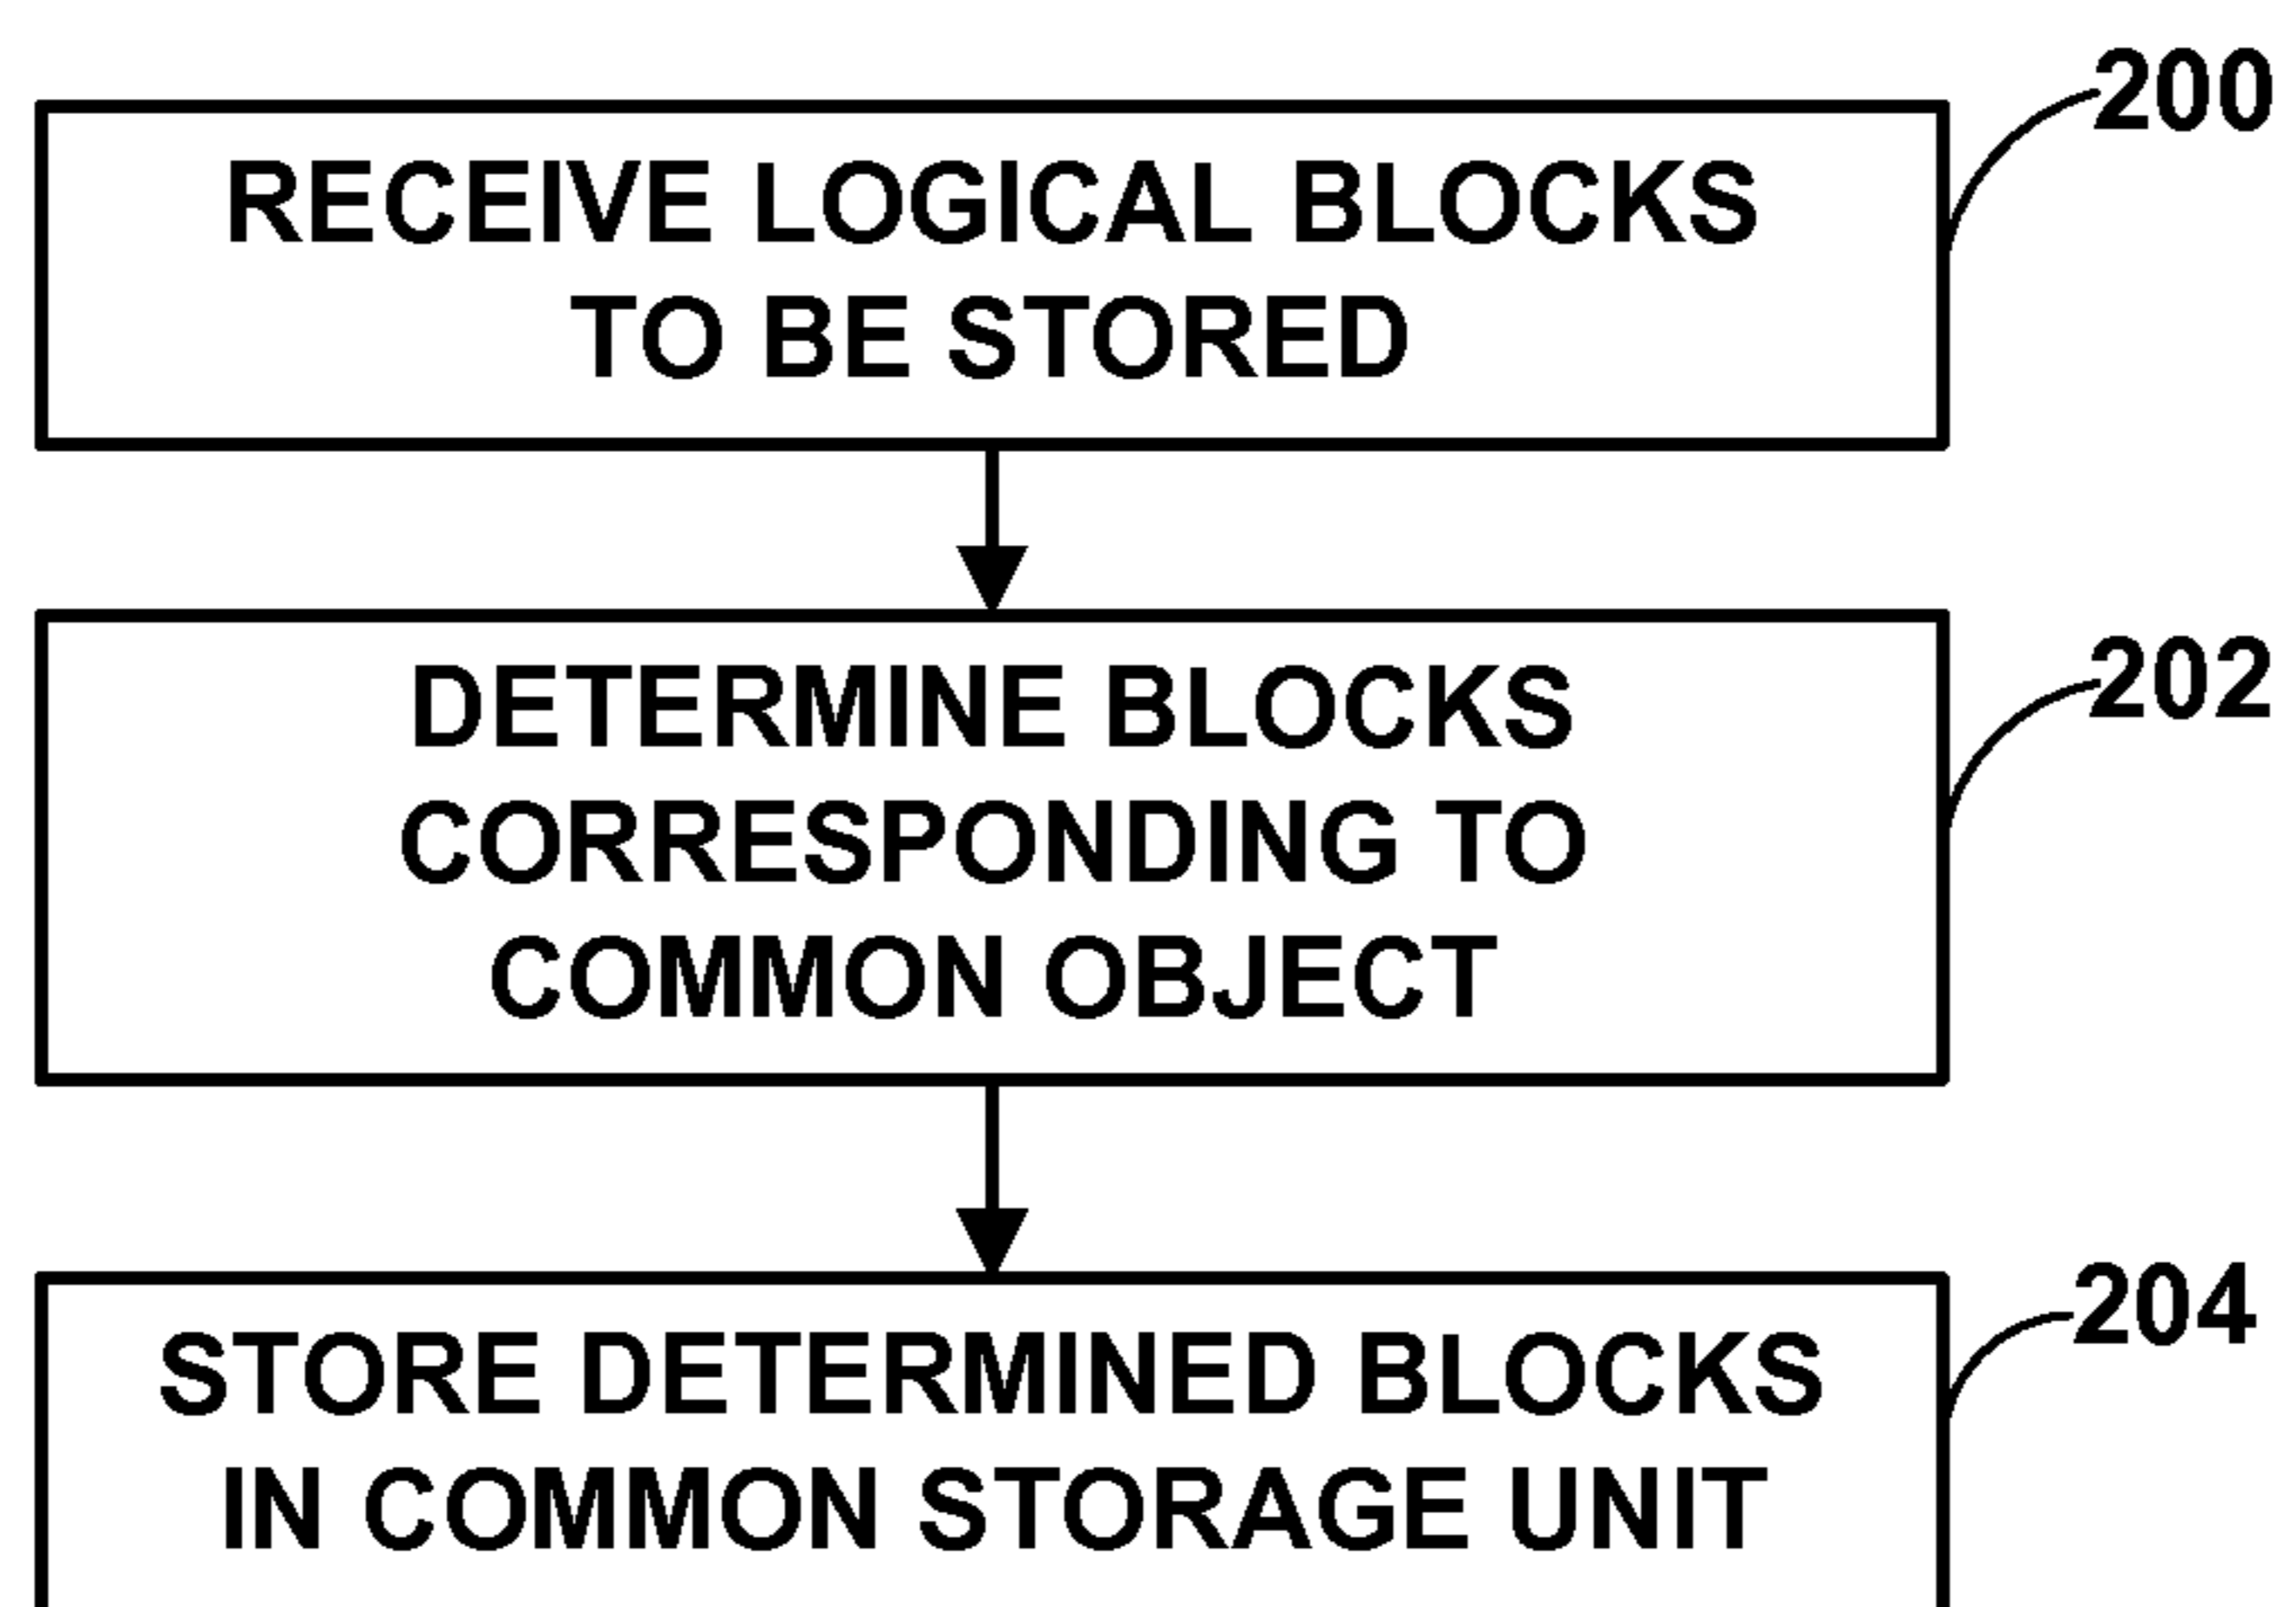 200
RECEIVE LOGICAL BLOCKS
TO BE STORED
202
DETERMINE BLOCKS
CORRESPONDING TO
COMMON OBJECT
204
STORE DETERMINED BLOCKS
IN COMMON STORAGE UNIT